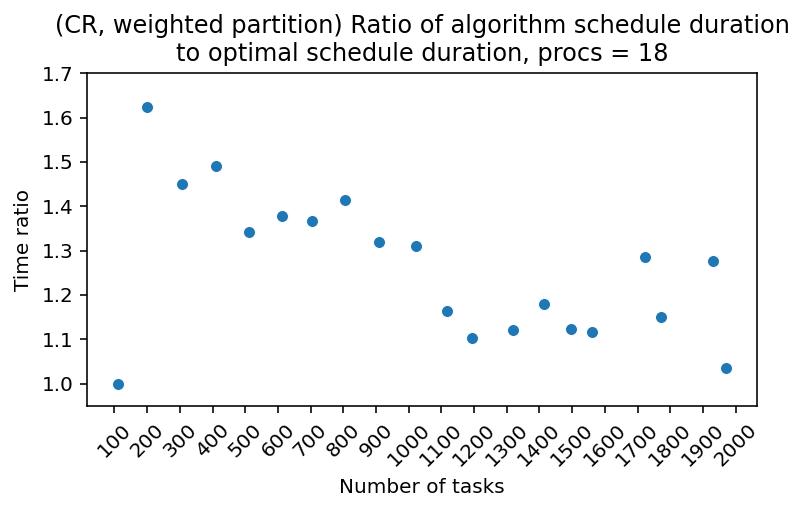 (CR, weighted partition) Ratio of algorithm schedule duration
to optimal schedule duration, procs = 18
1.7
1.6
1.5
1.4
1.3
1.2
1.1
1.0
Time ratio
100 200 300 400 500 600 700 800 900 1000 1100 1200 1300 1400 1500 1600 1700 1800 1900 2000
Number of tasks